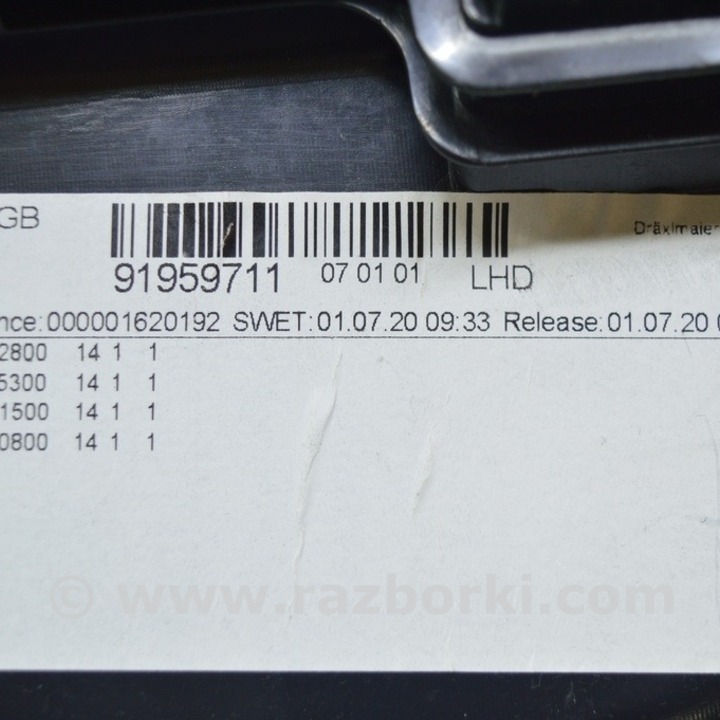 GB
Dräxlmaier
91959711 07 01 01 LHD
nce:000001620192 SWET:01.07.20 09:33 Release:01.07.20 0
2800 14 1 1
5300 14 1 1
1500 14 1 1
0800 14 1 1
© www.razborki.com